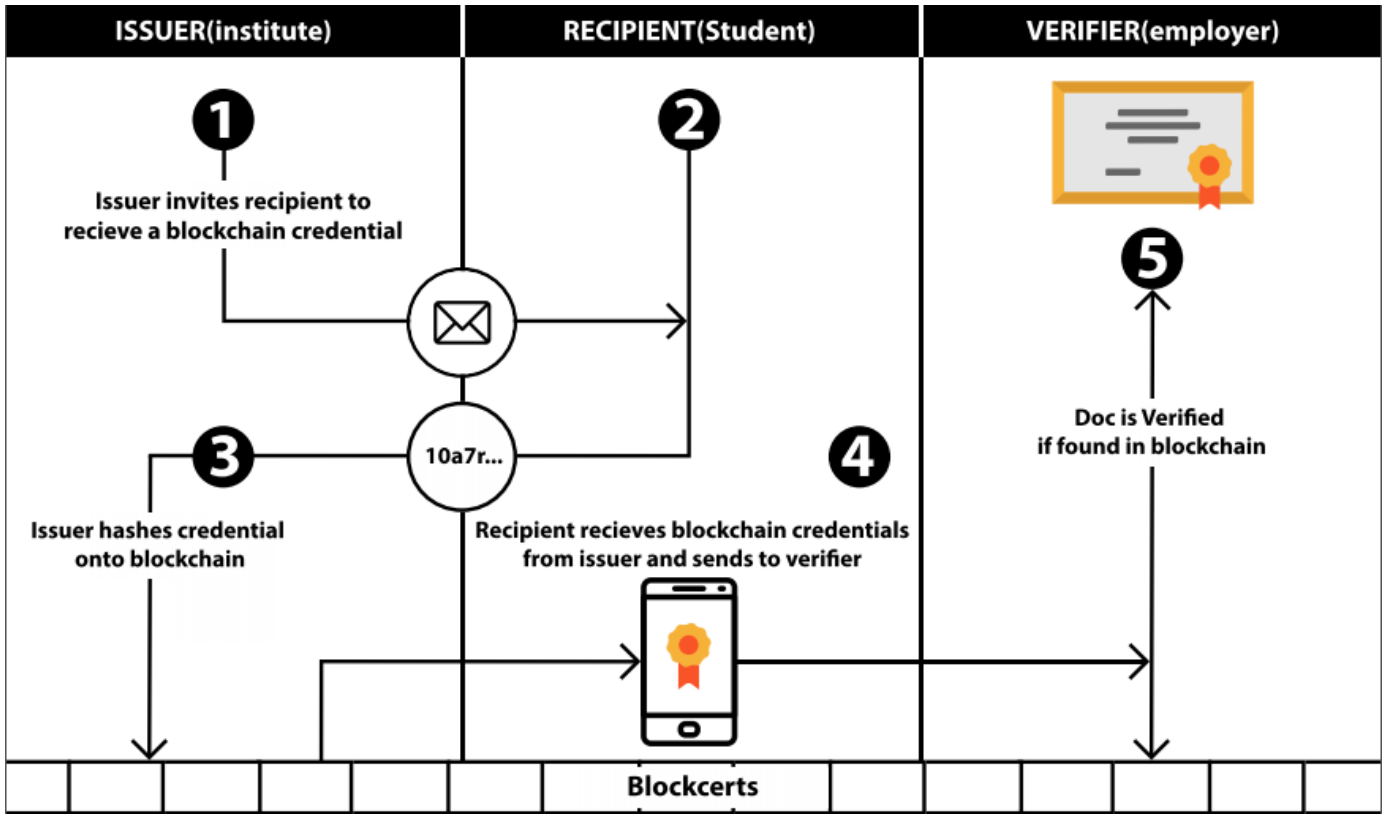 ISSUER(institute)
RECIPIENT(Student)
VERIFIER(employer)
1
2
Issuer invites recipient to
recieve a blockchain credential
5
Doc is Verified
if found in blockchain
3
10a7r...
4
Issuer hashes credential
onto blockchain
Recipient recieves blockchain credentials
from issuer and sends to verifier
Blockcerts